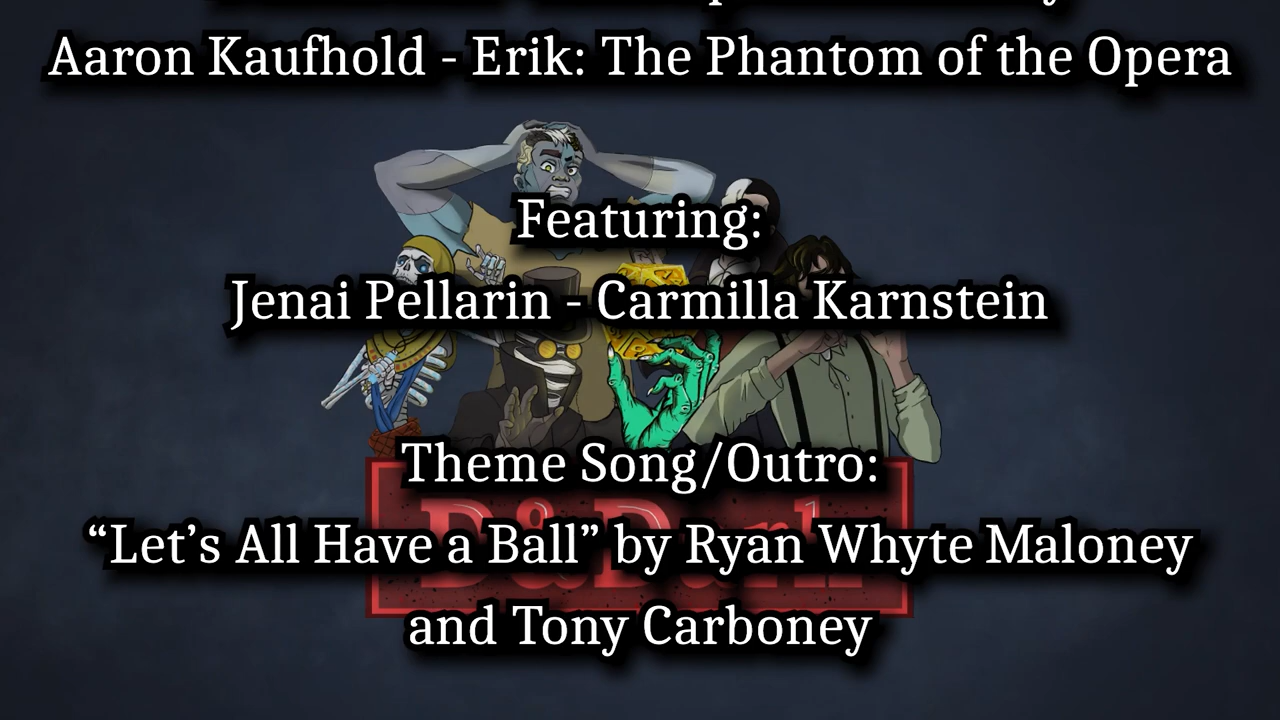 Aaron Kaufhold - Erik: The Phantom of the Opera
Featuring:
Jenai Pellarin - Carmilla Karnstein
Theme Song/Outro:
“Let’s All Have a Ball” by Ryan Whyte Maloney
and Tony Carboney